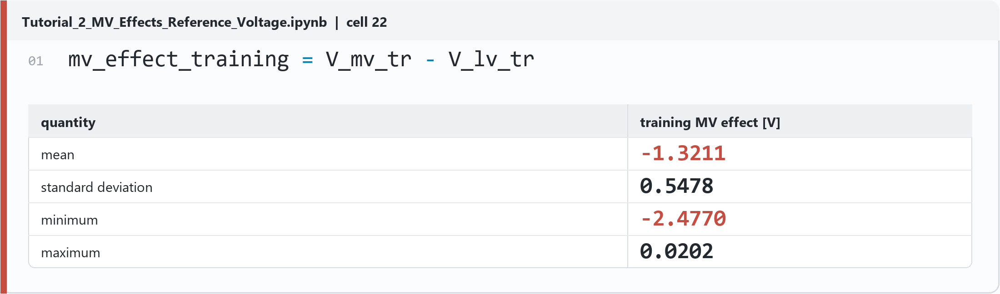 Tutorial_2_MV_Effects_Reference_Voltage.ipynb | cell 22
01 mv_effect_training = V_mv_tr - V_lv_tr
quantity training MV effect [V]
mean -1.3211
standard deviation 0.5478
minimum -2.4770
maximum 0.0202